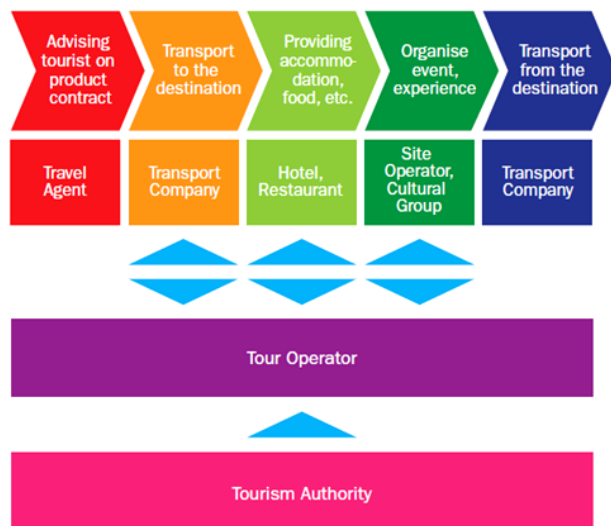 Advising
tourist on
product
contract
Transport
to the
destination
Providing
accommo-
dation,
food, etc.
Organise
event,
experience
Transport
from the
destination
Travel
Agent
Transport
Company
Hotel,
Restaurant
Site
Operator,
Cultural
Group
Transport
Company
Tour Operator
Tourism Authority